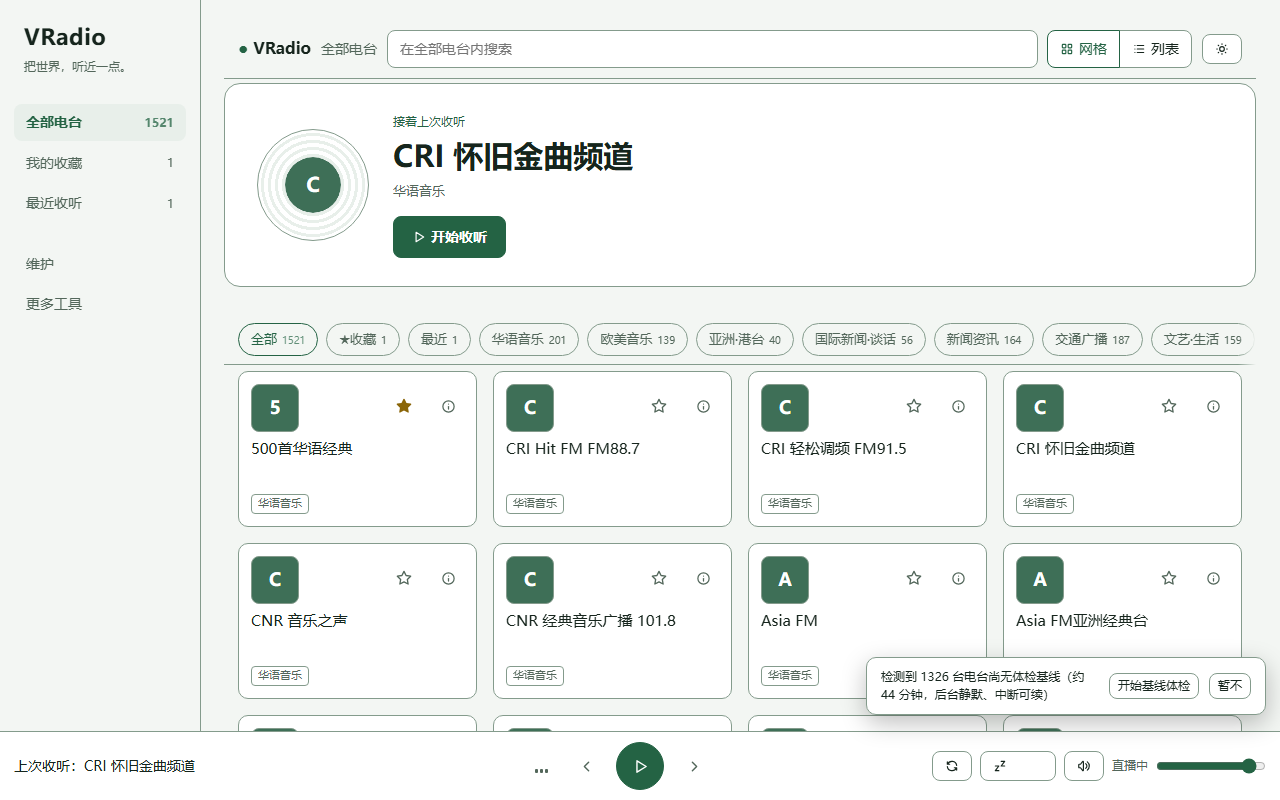 VRadio
把世界，听近一点。
全部电台 1521
我的收藏 1
最近收听 1
维护
更多工具
VRadio 全部电台 在全部电台内搜索 网格 列表
接着上次收听
C
CRI 怀旧金曲频道
华语音乐
开始收听
全部 1521 ★收藏 1 最近 1 华语音乐 201 欧美音乐 139 亚洲·港台 40 国际新闻·谈话 56 新闻资讯 164 交通广播 187 文艺·生活 159
5
500首华语经典
华语音乐
C
CRI Hit FM FM88.7
华语音乐
C
CRI 轻松调频 FM91.5
华语音乐
C
CRI 怀旧金曲频道
华语音乐
C
CNR 音乐之声
华语音乐
C
CNR 经典音乐广播 101.8
华语音乐
A
Asia FM
华语音乐
A
Asia FM亚洲经典台
检测到 1326 台电台尚无体检基线（约
44 分钟，后台静默、中断可续）
开始基线体检 暂不
上次收听：CRI 怀旧金曲频道
... zZ 直播中